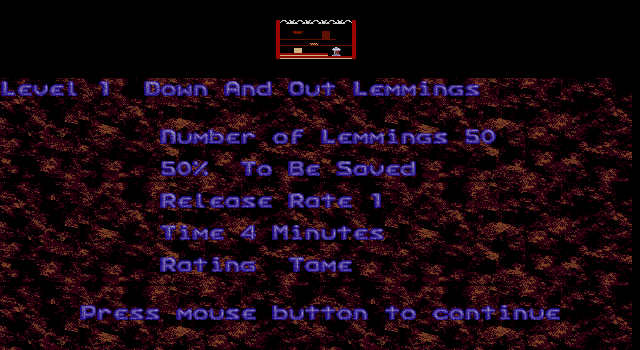 Level 1  Down And Out Lemmings
Number of Lemmings 50
50%  To Be Saved
Release Rate 1
Time 4 Minutes
Rating  Tame
Press mouse button to continue